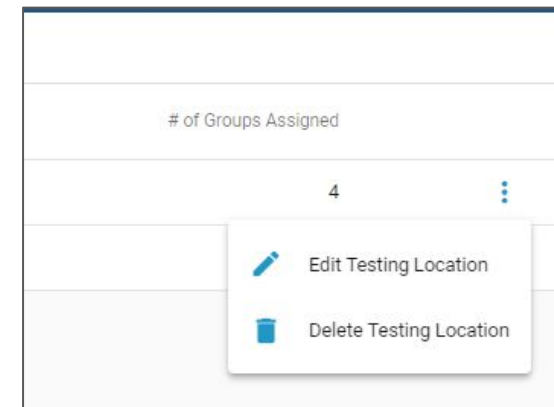 # of Groups Assigned
4
Edit Testing Location
Delete Testing Location